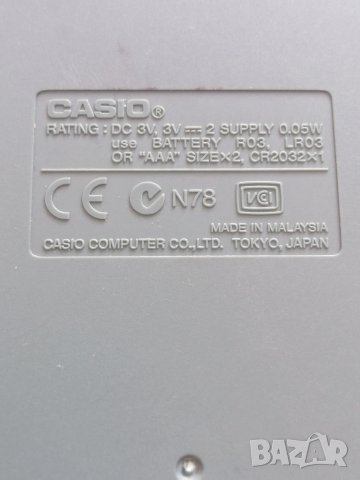 CASIO®
RATING : DC 3V, 3V⎓ 2 SUPPLY 0.05W
use BATTERY R03, LR03
OR "AAA" SIZE×2, CR2032×1
CE N78 VCI
MADE IN MALAYSIA
CASIO COMPUTER CO.,LTD. TOKYO, JAPAN
BAZAR